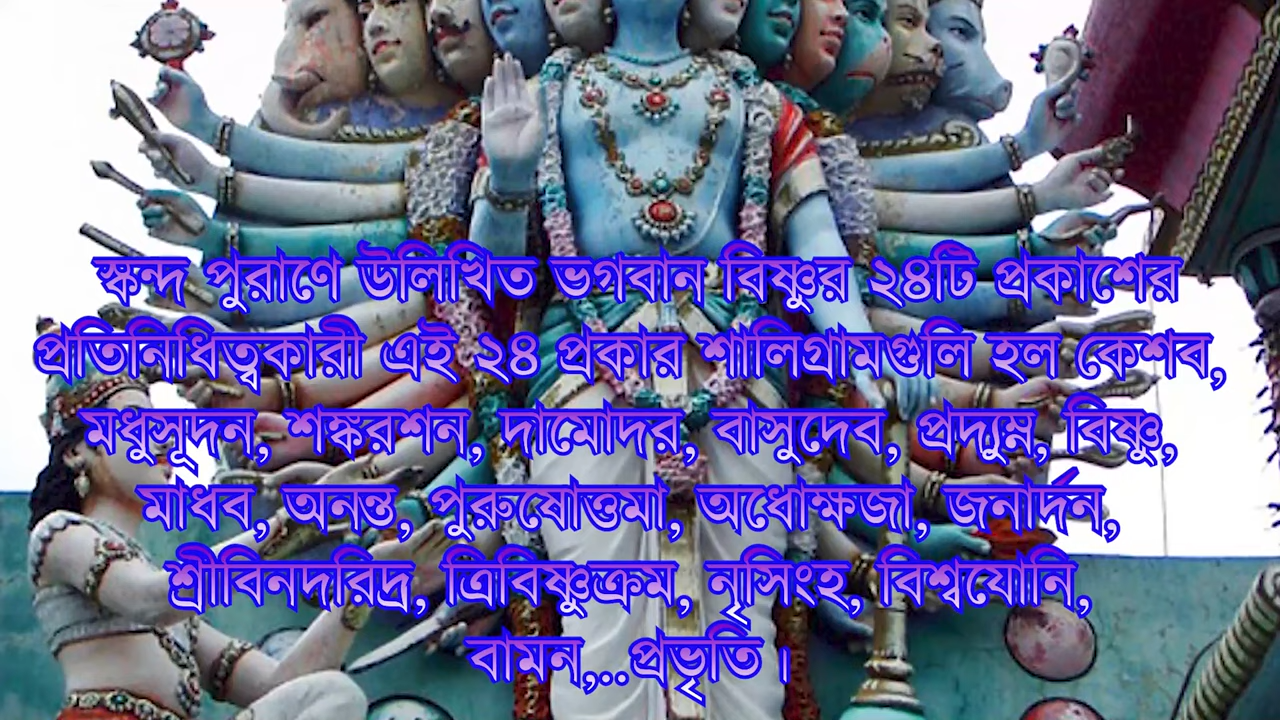 স্কন্দ পুরাণে উলিখিত ভগবান বিষ্ণুর ২৪টি প্রকাশের
প্রতিনিধিত্বকারী এই ২৪ প্রকার শালিগ্রামগুলি হল কেশব,
মধুসূদন, শঙ্করশন, দামোদর, বাসুদেব, প্রদ্যুম্ন, বিষ্ণু,
মাধব, অনন্ত, পুরুষোত্তমা, অধোক্ষজা, জনার্দন,
শ্রীবিনদরিদ্র, ত্রিবিষ্ণুক্রম, নৃসিংহ, বিশ্বযোনি,
বামন,..প্রভৃতি।